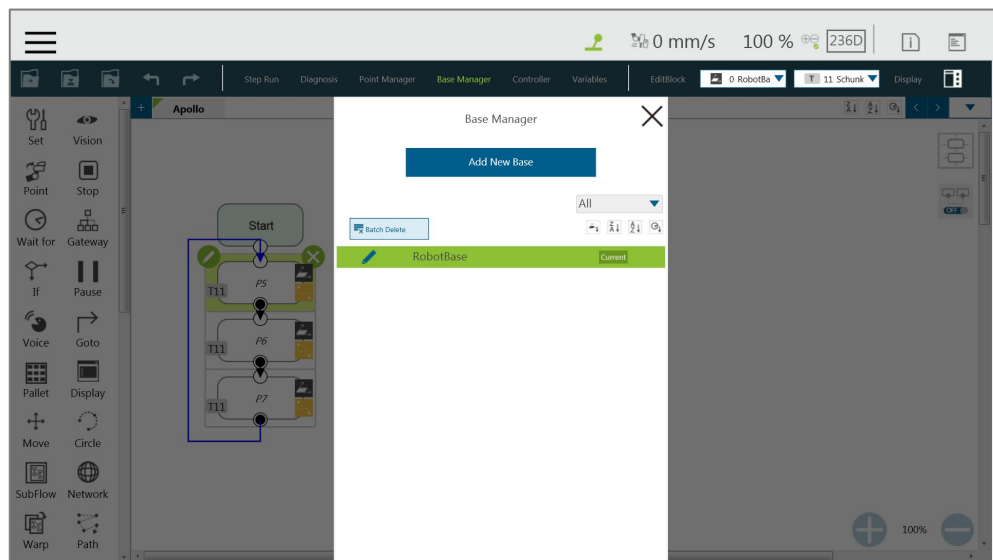 0 mm/s 100 % 236D
Step Run Diagnosis Point Manager Base Manager Controller Variables EditBlock 0 RobotBa T 11 Schunk Display
+ Apollo
Set Vision
Point Stop
Wait for Gateway
If Pause
Voice Goto
Pallet Display
Move Circle
SubFlow Network
Warp Path
Start
T11 P5
T11 P6
T11 P7
Base Manager
Add New Base
All
Batch Delete
RobotBase Current
OFF
100%